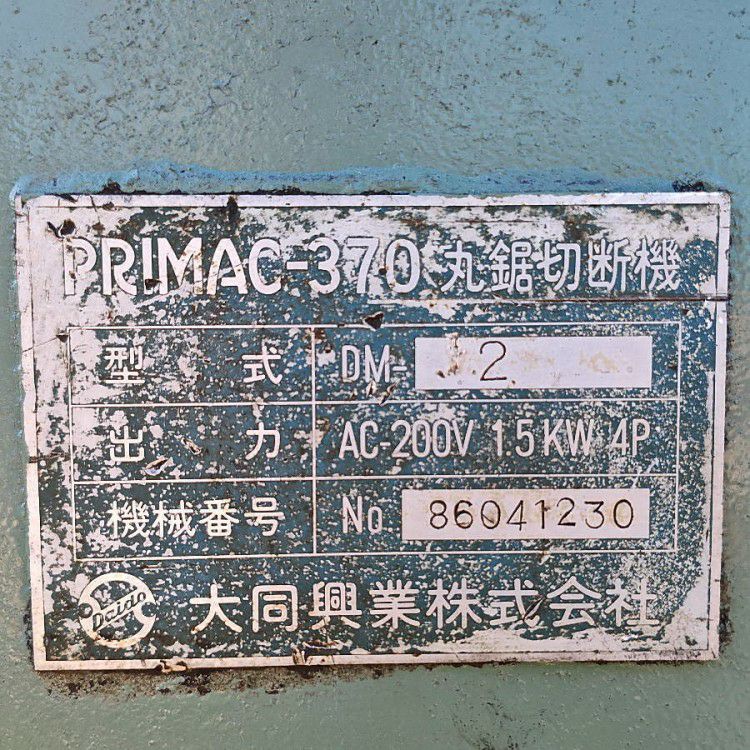 PRIMAC-370 丸鋸切断機
型式 DM-2
出力 AC-200V 1.5KW 4P
機械番号 No 86041230
Daido 大同興業株式会社